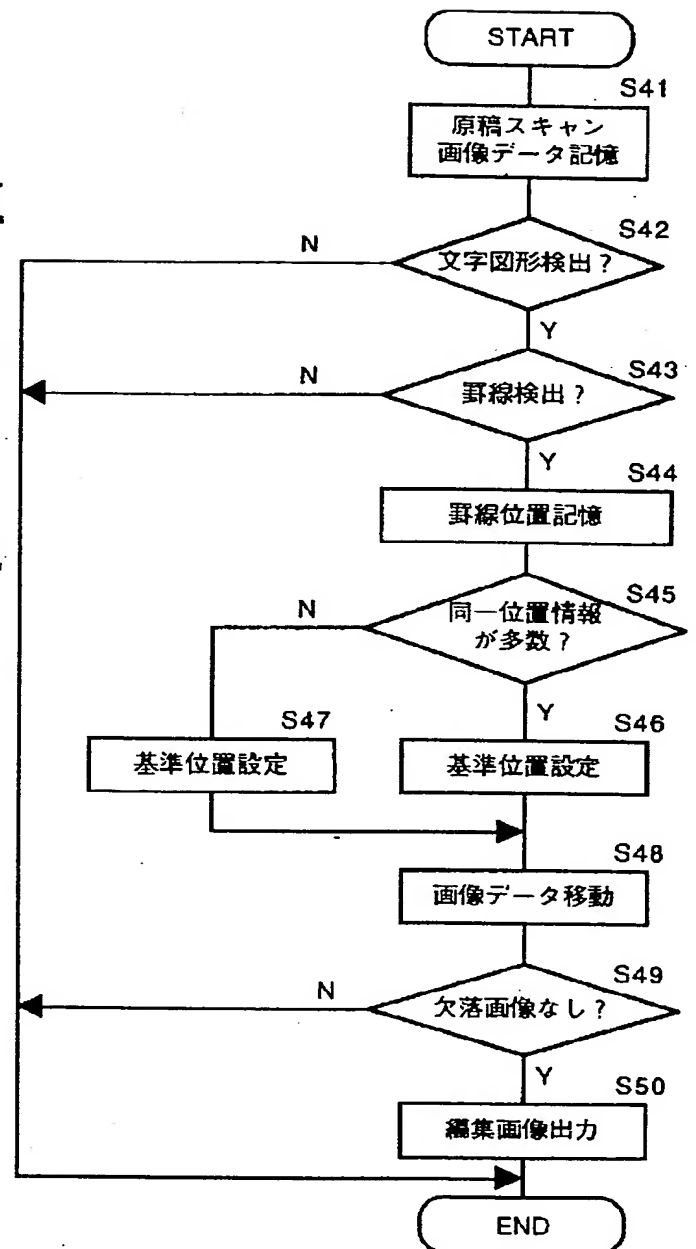 START
S41
原稿スキャン
画像データ記憶
S42
N
文字図形検出?
Y
S43
N
罫線検出?
Y
S44
罫線位置記憶
S45
N
同一位置情報
が多数?
Y
S47
S46
基準位置設定
基準位置設定
S48
画像データ移動
S49
N
欠落画像なし?
Y
S50
編集画像出力
END